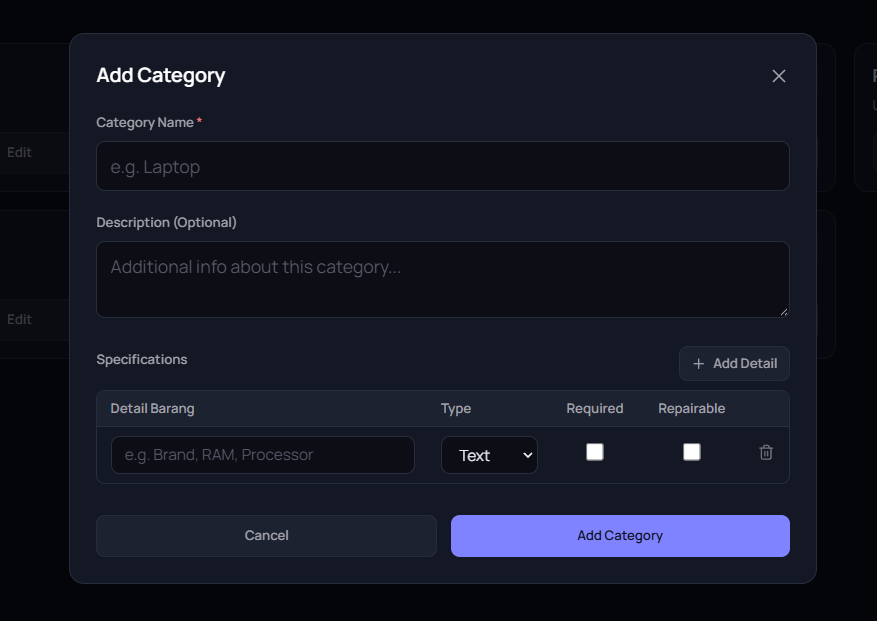 Add Category
Category Name *
e.g. Laptop
Edit
Description (Optional)
Additional info about this category...
Edit
Specifications
+ Add Detail
Detail Barang Type Required Repairable
e.g. Brand, RAM, Processor Text
Cancel Add Category